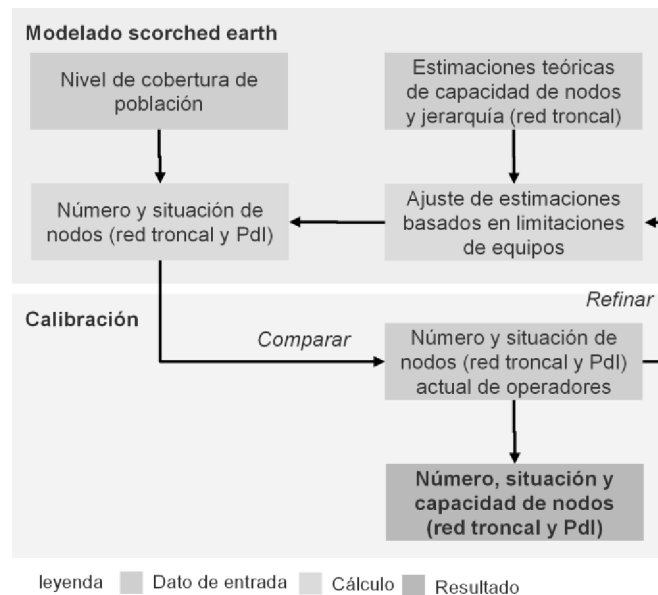 Modelado scorched earth
Nivel de cobertura de
población
Estimaciones teóricas
de capacidad de nodos
y jerarquía (red troncal)
Número y situación de
nodos (red troncal y PdI)
Ajuste de estimaciones
basados en limitaciones
de equipos
Refinar
Calibración
Comparar
Número y situación de
nodos (red troncal y PdI)
actual de operadores
Número, situación y
capacidad de nodos
(red troncal y PdI)
leyenda Dato de entrada Cálculo Resultado